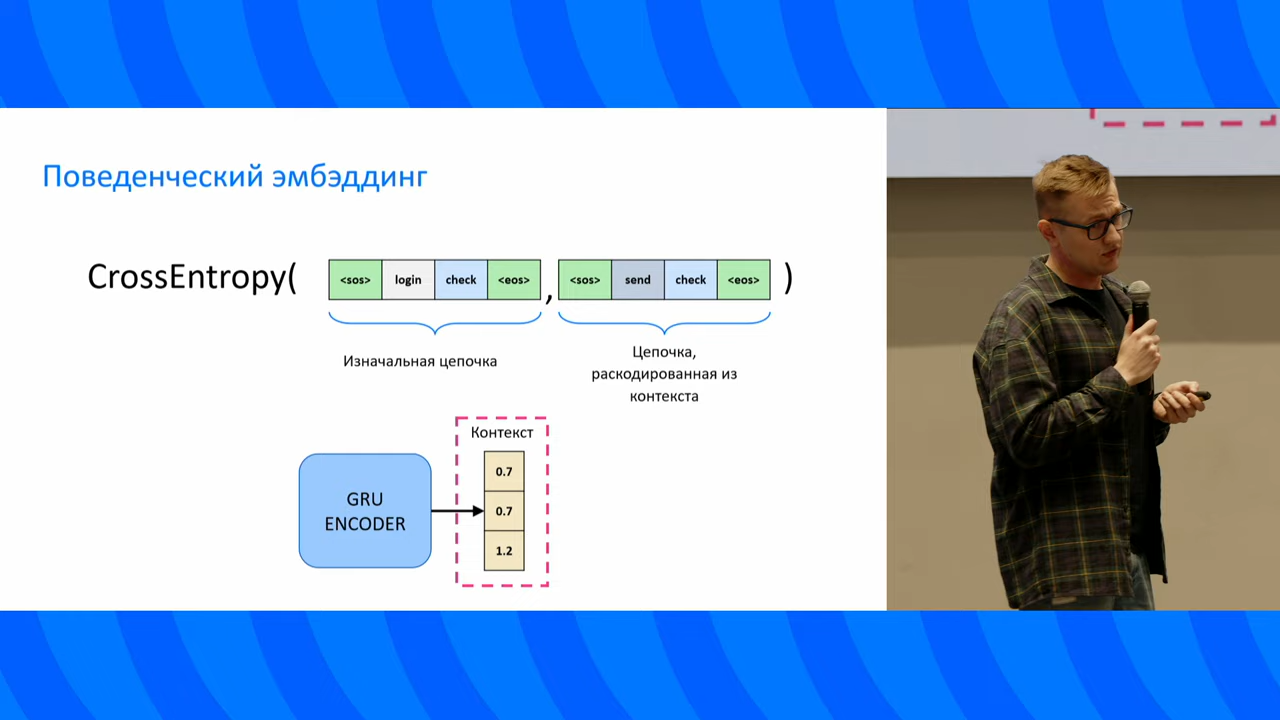 Поведенческий эмбэддинг
CrossEntropy( <sos> login check <eos> , <sos> send check <eos> )
Изначальная цепочка
Цепочка,
раскодированная из
контекста
Контекст
0.7
0.7
1.2
GRU
ENCODER